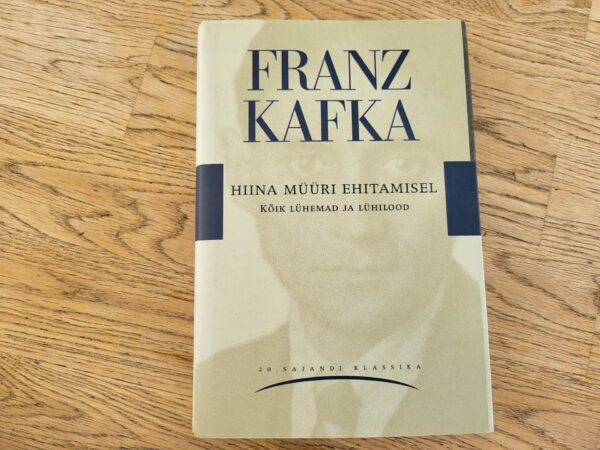 FRANZ
KAFKA
HIINA MÜÜRI EHITAMISEL
KÕIK LÜHEMAD JA LÜHILOOD
20. SAJANDI KLASSIKA